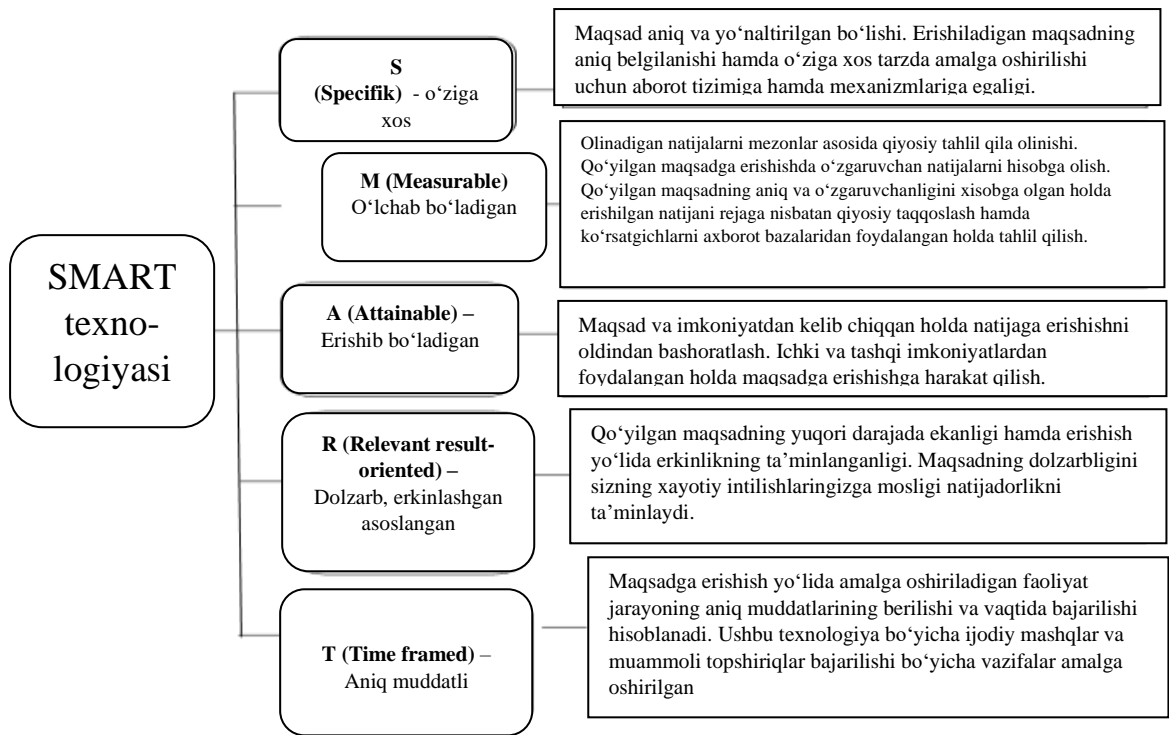 SMART
texno-
logiyasi
S
(Specifik)  - o‘ziga
xos
Maqsad aniq va yo‘naltirilgan bo‘lishi. Erishiladigan maqsadning
aniq belgilanishi hamda o‘ziga xos tarzda amalga oshirilishi
uchun aborot tizimiga hamda mexanizmlariga egaligi.
M (Measurable)
O‘lchab bo‘ladigan
Olinadigan natijalarni mezonlar asosida qiyosiy tahlil qila olinishi.
Qo‘yilgan maqsadga erishishda o‘zgaruvchan natijalarni hisobga olish.
Qo‘yilgan maqsadning aniq va o‘zgaruvchanligini xisobga olgan holda
erishilgan natijani rejaga nisbatan qiyosiy taqqoslash hamda
ko‘rsatgichlarni axborot bazalaridan foydalangan holda tahlil qilish.
A (Attainable) –
Erishib bo‘ladigan
Maqsad va imkoniyatdan kelib chiqqan holda natijaga erishishni
oldindan bashoratlash. Ichki va tashqi imkoniyatlardan
foydalangan holda maqsadga erishishga harakat qilish.
R (Relevant result-
oriented) –
Dolzarb, erkinlashgan
asoslangan
Qo‘yilgan maqsadning yuqori darajada ekanligi hamda erishish
yo‘lida erkinlikning ta’minlanganligi. Maqsadning dolzarbligini
sizning xayotiy intilishlaringizga mosligi natijadorlikni
ta’minlaydi.
T (Time framed) –
Aniq muddatli
Maqsadga erishish yo‘lida amalga oshiriladigan faoliyat
jarayoning aniq muddatlarining berilishi va vaqtida bajarilishi
hisoblanadi. Ushbu texnologiya bo‘yicha ijodiy mashqlar va
muammoli topshiriqlar bajarilishi bo‘yicha vazifalar amalga
oshirilgan